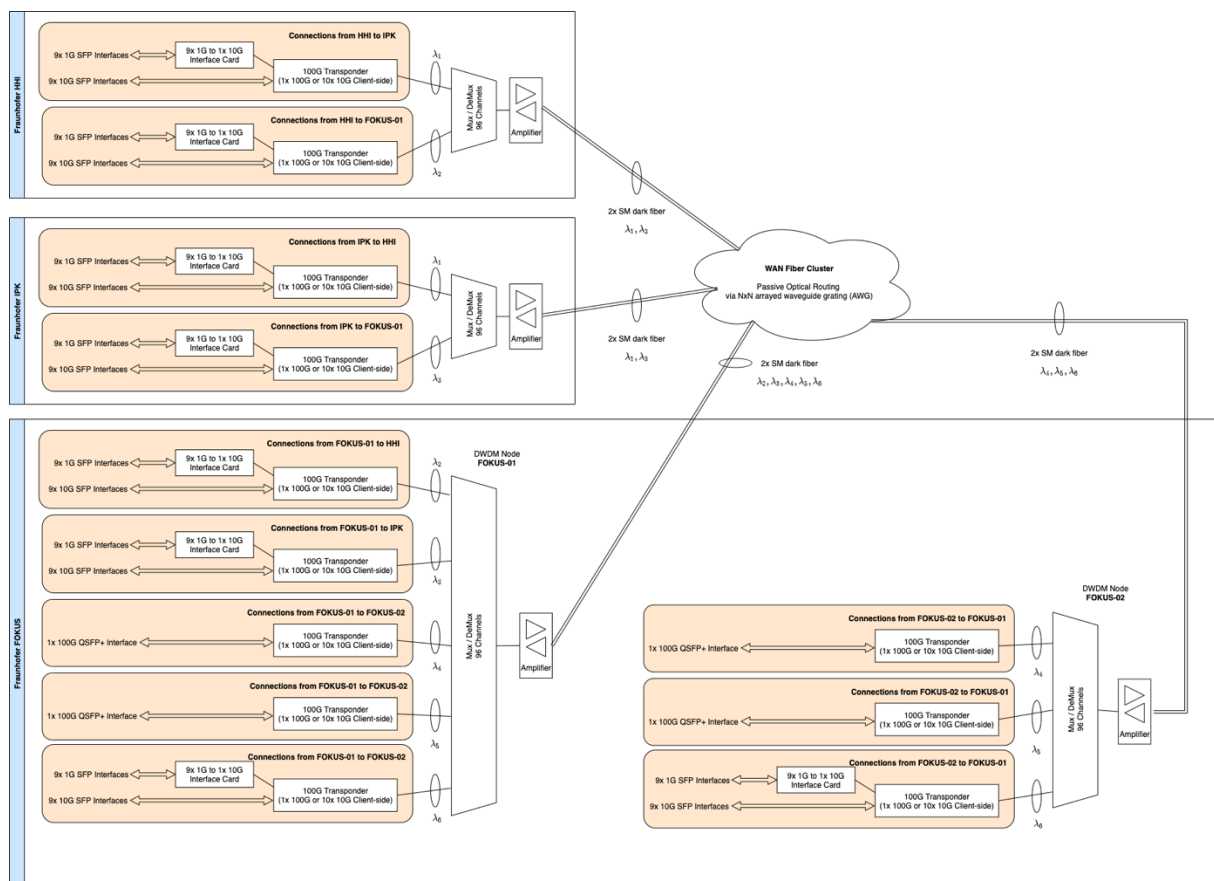 Fraunhofer HHI
Connections from HHI to IPK
9x 1G SFP Interfaces
9x 1G to 1x 10G
Interface Card
9x 10G SFP Interfaces
100G Transponder
(1x 100G or 10x 10G Client-side)
λ1
Connections from HHI to FOKUS-01
9x 1G SFP Interfaces
9x 1G to 1x 10G
Interface Card
9x 10G SFP Interfaces
100G Transponder
(1x 100G or 10x 10G Client-side)
λ2
Mux / DeMux
96 Channels
Amplifier
2x SM dark fiber
λ1, λ2
Fraunhofer IPK
Connections from IPK to HHI
9x 1G SFP Interfaces
9x 1G to 1x 10G
Interface Card
9x 10G SFP Interfaces
100G Transponder
(1x 100G or 10x 10G Client-side)
λ1
Connections from IPK to FOKUS-01
9x 1G SFP Interfaces
9x 1G to 1x 10G
Interface Card
9x 10G SFP Interfaces
100G Transponder
(1x 100G or 10x 10G Client-side)
λ3
Mux / DeMux
96 Channels
Amplifier
2x SM dark fiber
λ1, λ3
WAN Fiber Cluster
Passive Optical Routing
via NxN arrayed waveguide grating (AWG)
2x SM dark fiber
λ2, λ3, λ4, λ5, λ6
2x SM dark fiber
λ4, λ5, λ6
Fraunhofer FOKUS
Connections from FOKUS-01 to HHI
9x 1G SFP Interfaces
9x 1G to 1x 10G
Interface Card
9x 10G SFP Interfaces
100G Transponder
(1x 100G or 10x 10G Client-side)
λ2
Connections from FOKUS-01 to IPK
9x 1G SFP Interfaces
9x 1G to 1x 10G
Interface Card
9x 10G SFP Interfaces
100G Transponder
(1x 100G or 10x 10G Client-side)
λ3
Connections from FOKUS-01 to FOKUS-02
1x 100G QSFP+ Interface
100G Transponder
(1x 100G or 10x 10G Client-side)
λ4
Connections from FOKUS-01 to FOKUS-02
1x 100G QSFP+ Interface
100G Transponder
(1x 100G or 10x 10G Client-side)
λ5
Connections from FOKUS-01 to FOKUS-02
9x 1G SFP Interfaces
9x 1G to 1x 10G
Interface Card
9x 10G SFP Interfaces
100G Transponder
(1x 100G or 10x 10G Client-side)
λ6
DWDM Node
FOKUS-01
Mux / DeMux
96 Channels
Amplifier
Connections from FOKUS-02 to FOKUS-01
1x 100G QSFP+ Interface
100G Transponder
(1x 100G or 10x 10G Client-side)
λ4
Connections from FOKUS-02 to FOKUS-01
1x 100G QSFP+ Interface
100G Transponder
(1x 100G or 10x 10G Client-side)
λ5
Connections from FOKUS-02 to FOKUS-01
9x 1G SFP Interfaces
9x 1G to 1x 10G
Interface Card
9x 10G SFP Interfaces
100G Transponder
(1x 100G or 10x 10G Client-side)
λ6
DWDM Node
FOKUS-02
Mux / DeMux
96 Channels
Amplifier